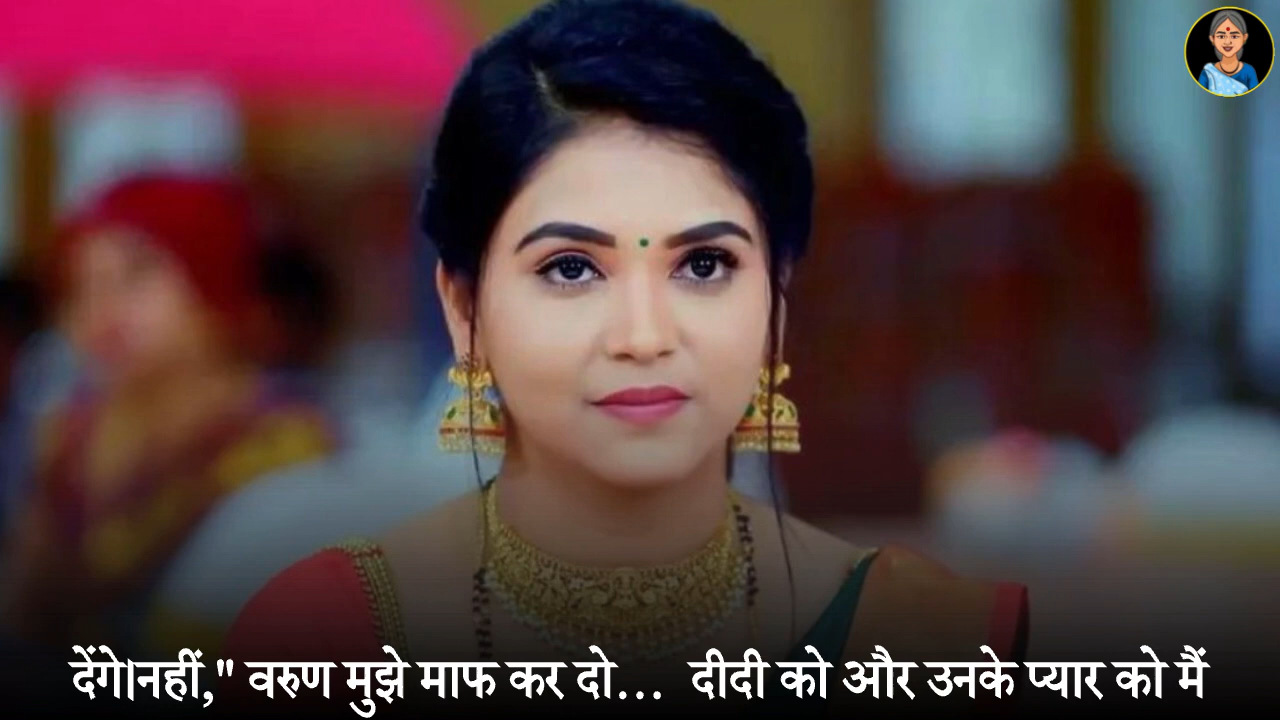 देंगे।नहीं," वरुण मुझे माफ कर दो... दीदी को और उनके प्यार को मैं